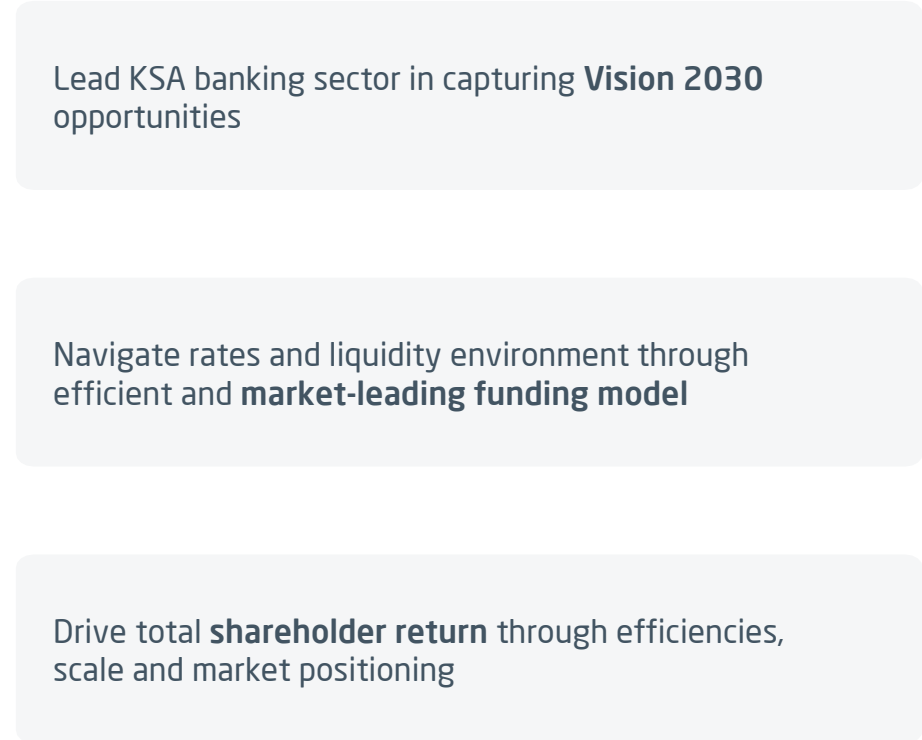 Lead KSA banking sector in capturing Vision 2030
opportunities
Navigate rates and liquidity environment through
efficient and market-leading funding model
Drive total shareholder return through efficiencies,
scale and market positioning